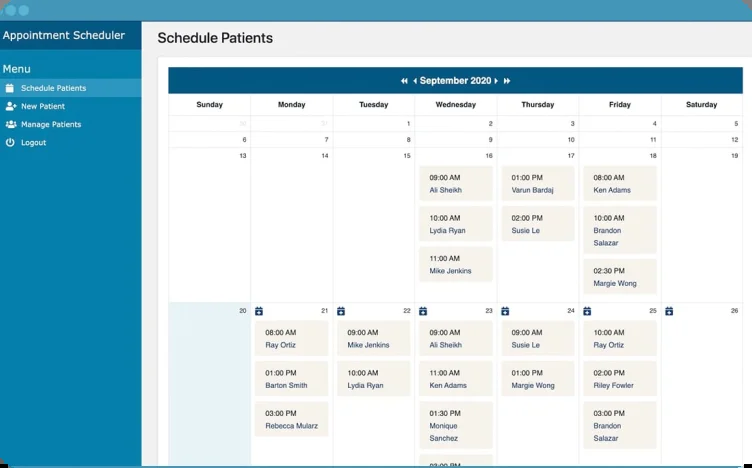 Appointment Scheduler
Menu
Schedule Patients
New Patient
Manage Patients
Logout
Schedule Patients
September 2020
Sunday Monday Tuesday Wednesday Thursday Friday Saturday
30 31 1 2 3 4 5
6 7 8 9 10 11 12
13 14 15 16 17 18 19
09:00 AM 01:00 PM 08:00 AM
Ali Sheikh Varun Bardaj Ken Adams
10:00 AM 02:00 PM 10:00 AM
Lydia Ryan Susie Le Brandon
Salazar
11:00 AM
Mike Jenkins 02:30 PM
Margie Wong
20 21 22 23 24 25 26
08:00 AM 09:00 AM 09:00 AM 09:00 AM 10:00 AM
Ray Ortiz Mike Jenkins Ali Sheikh Susie Le Ray Ortiz
01:00 PM 10:00 AM 11:00 AM 01:00 PM 02:00 PM
Barton Smith Lydia Ryan Ken Adams Margie Wong Riley Fowler
03:00 PM 01:30 PM 03:00 PM
Rebecca Mularz Monique Brandon
Sanchez Salazar
03:00 PM